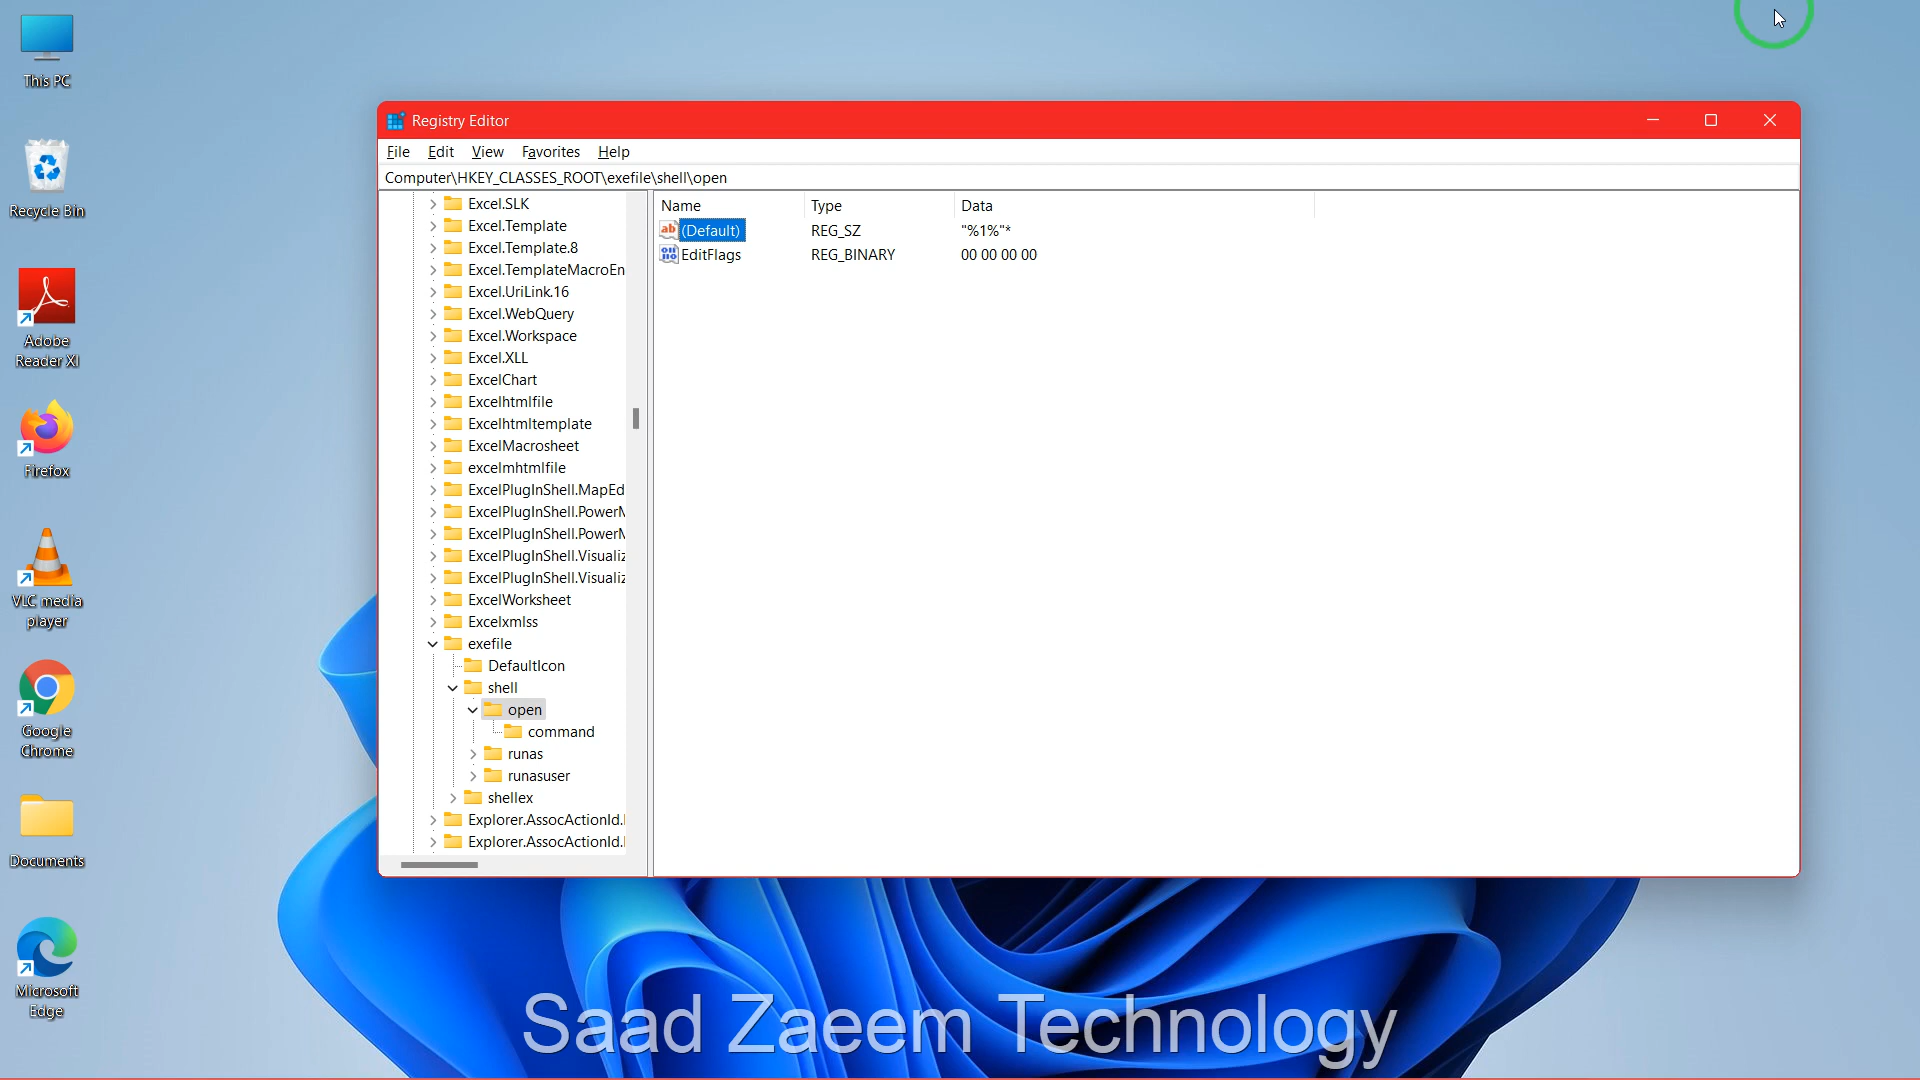 This PC
Recycle Bin
Adobe
Reader XI
Firefox
VLC media
player
Google
Chrome
Documents
Microsoft
Edge
Registry Editor
File Edit View Favorites Help
Computer\HKEY_CLASSES_ROOT\exefile\shell\open
Excel.SLK
Excel.Template
Excel.Template.8
Excel.TemplateMacroEn
Excel.UriLink.16
Excel.WebQuery
Excel.Workspace
Excel.XLL
ExcelChart
Excelhtmlfile
Excelhtmltemplate
ExcelMacrosheet
excelmhtmlfile
ExcelPlugInShell.MapEd
ExcelPlugInShell.PowerM
ExcelPlugInShell.PowerM
ExcelPlugInShell.Visualiz
ExcelPlugInShell.Visualiz
ExcelWorksheet
Excelxmlss
exefile
DefaultIcon
shell
open
command
runas
runasuser
shellex
Explorer.AssocActionId.
Explorer.AssocActionId.
Name Type Data
(Default) REG_SZ "%1%"*
EditFlags REG_BINARY 00 00 00 00
Saad Zaeem Technology